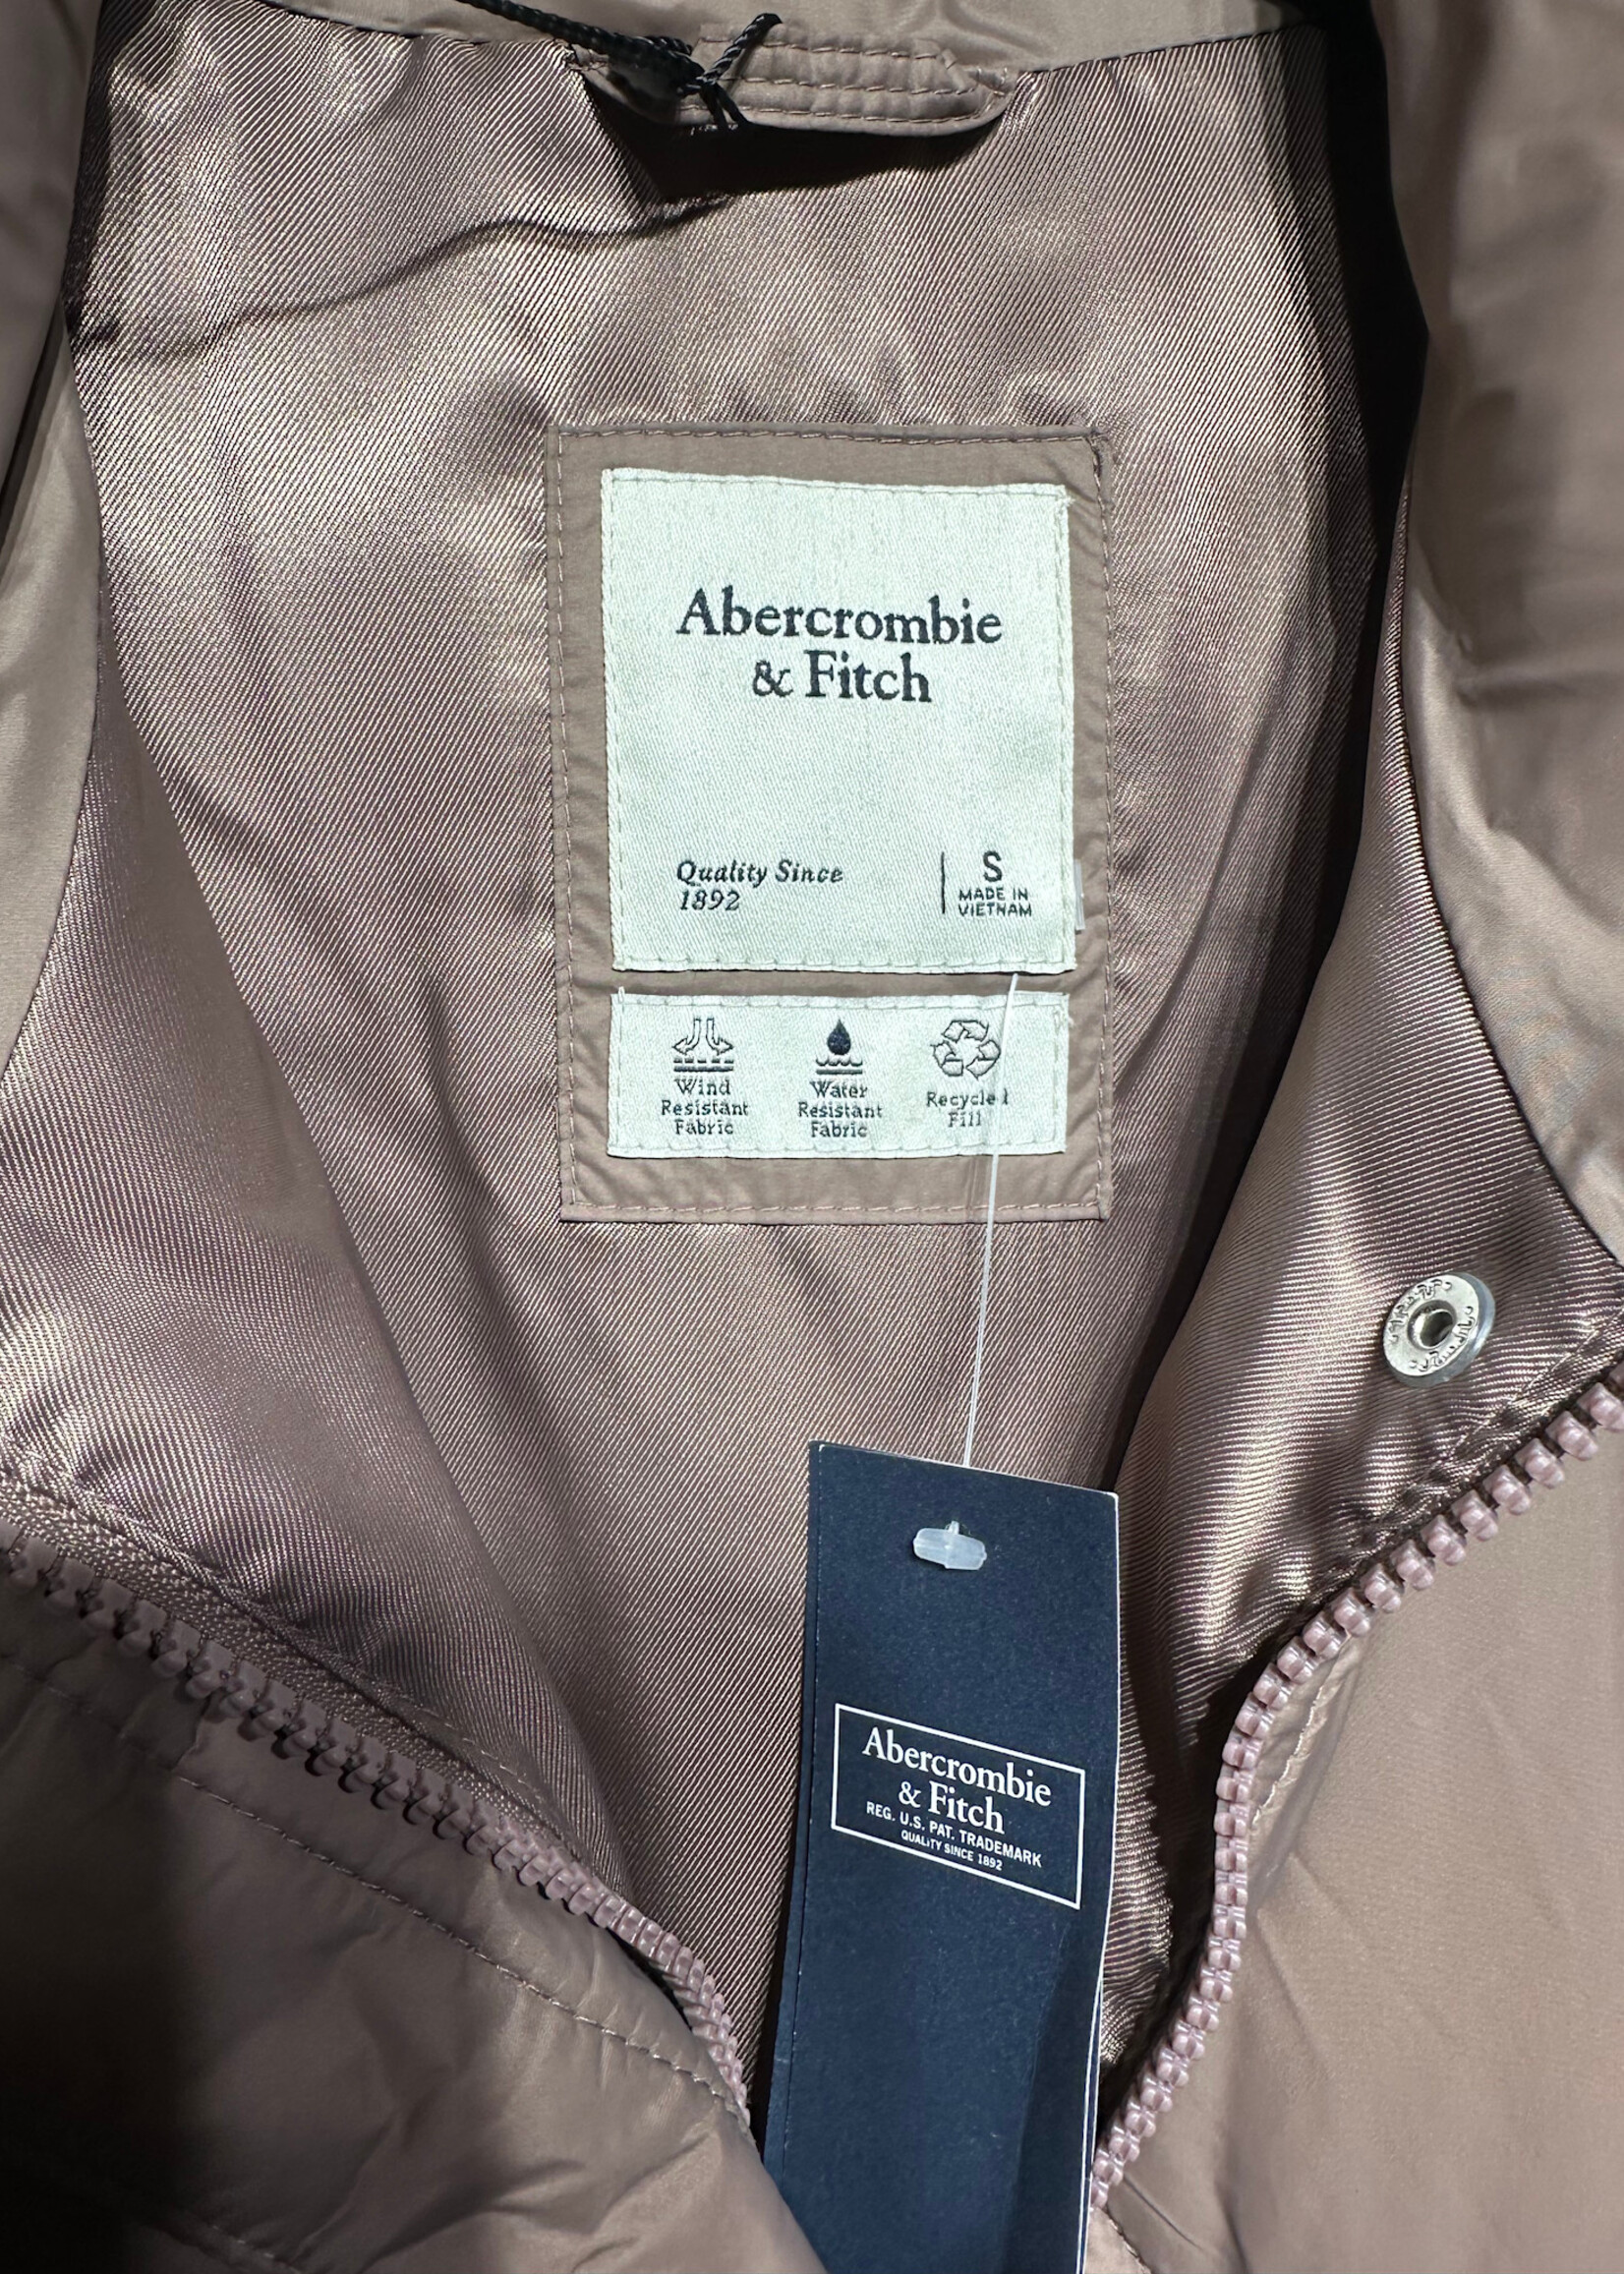 Abercrombie
& Fitch
Quality Since
1892
S
MADE IN
VIETNAM
Wind
Resistant
Fabric
Water
Resistant
Fabric
Recycled
Fill
Abercrombie
& Fitch
REG. U.S. PAT. TRADEMARK
QUALITY SINCE 1892